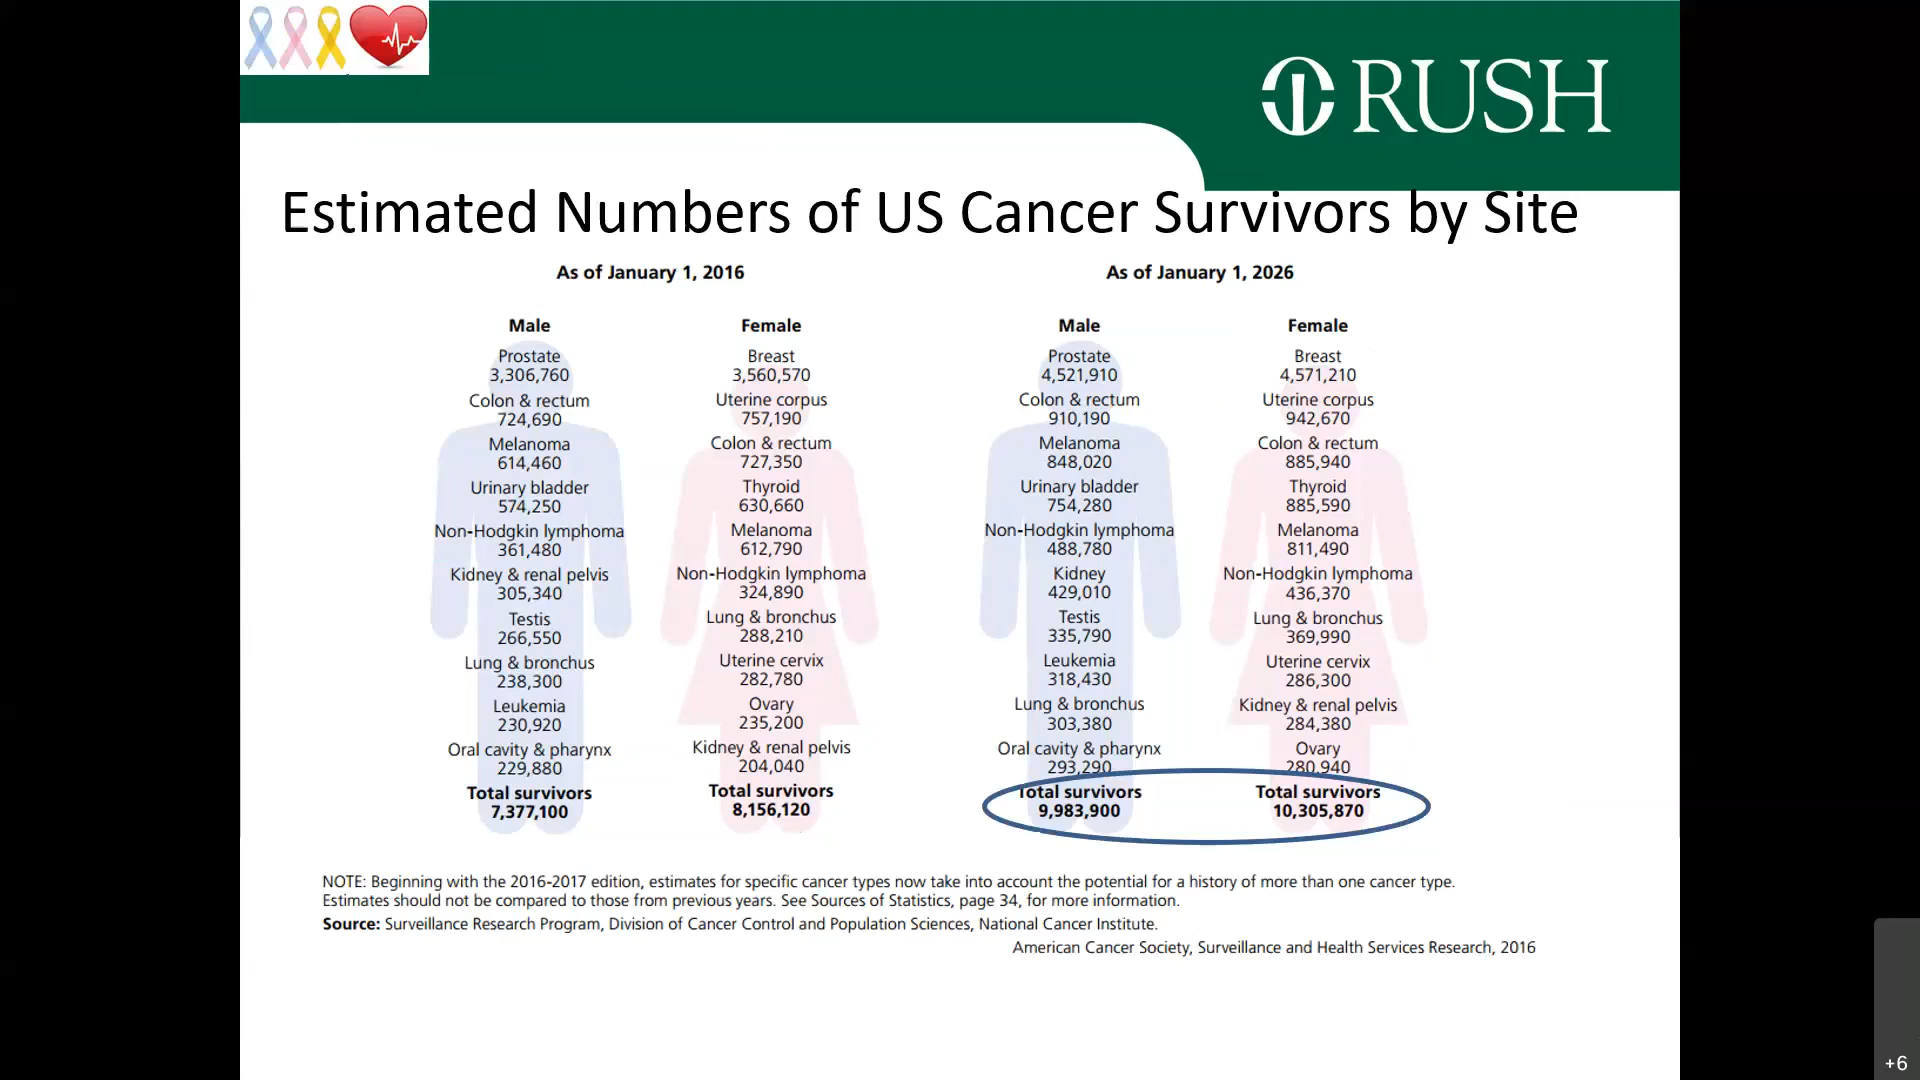 RUSH
Estimated Numbers of US Cancer Survivors by Site
As of January 1, 2016
Male
Prostate
3,306,760
Colon & rectum
724,690
Melanoma
614,460
Urinary bladder
574,250
Non-Hodgkin lymphoma
361,480
Kidney & renal pelvis
305,340
Testis
266,550
Lung & bronchus
238,300
Leukemia
230,920
Oral cavity & pharynx
229,880
Total survivors
7,377,100
Female
Breast
3,560,570
Uterine corpus
757,190
Colon & rectum
727,350
Thyroid
630,660
Melanoma
612,790
Non-Hodgkin lymphoma
324,890
Lung & bronchus
288,210
Uterine cervix
282,780
Ovary
235,200
Kidney & renal pelvis
204,040
Total survivors
8,156,120
As of January 1, 2026
Male
Prostate
4,521,910
Colon & rectum
910,190
Melanoma
848,020
Urinary bladder
754,280
Non-Hodgkin lymphoma
488,780
Kidney
429,010
Testis
335,790
Leukemia
318,430
Lung & bronchus
303,380
Oral cavity & pharynx
293,290
Total survivors
9,983,900
Female
Breast
4,571,210
Uterine corpus
942,670
Colon & rectum
885,940
Thyroid
885,590
Melanoma
811,490
Non-Hodgkin lymphoma
436,370
Lung & bronchus
369,990
Uterine cervix
286,300
Kidney & renal pelvis
284,380
Ovary
280,940
Total survivors
10,305,870
NOTE: Beginning with the 2016-2017 edition, estimates for specific cancer types now take into account the potential for a history of more than one cancer type.
Estimates should not be compared to those from previous years. See Sources of Statistics, page 34, for more information.
Source: Surveillance Research Program, Division of Cancer Control and Population Sciences, National Cancer Institute.
American Cancer Society, Surveillance and Health Services Research, 2016
+6